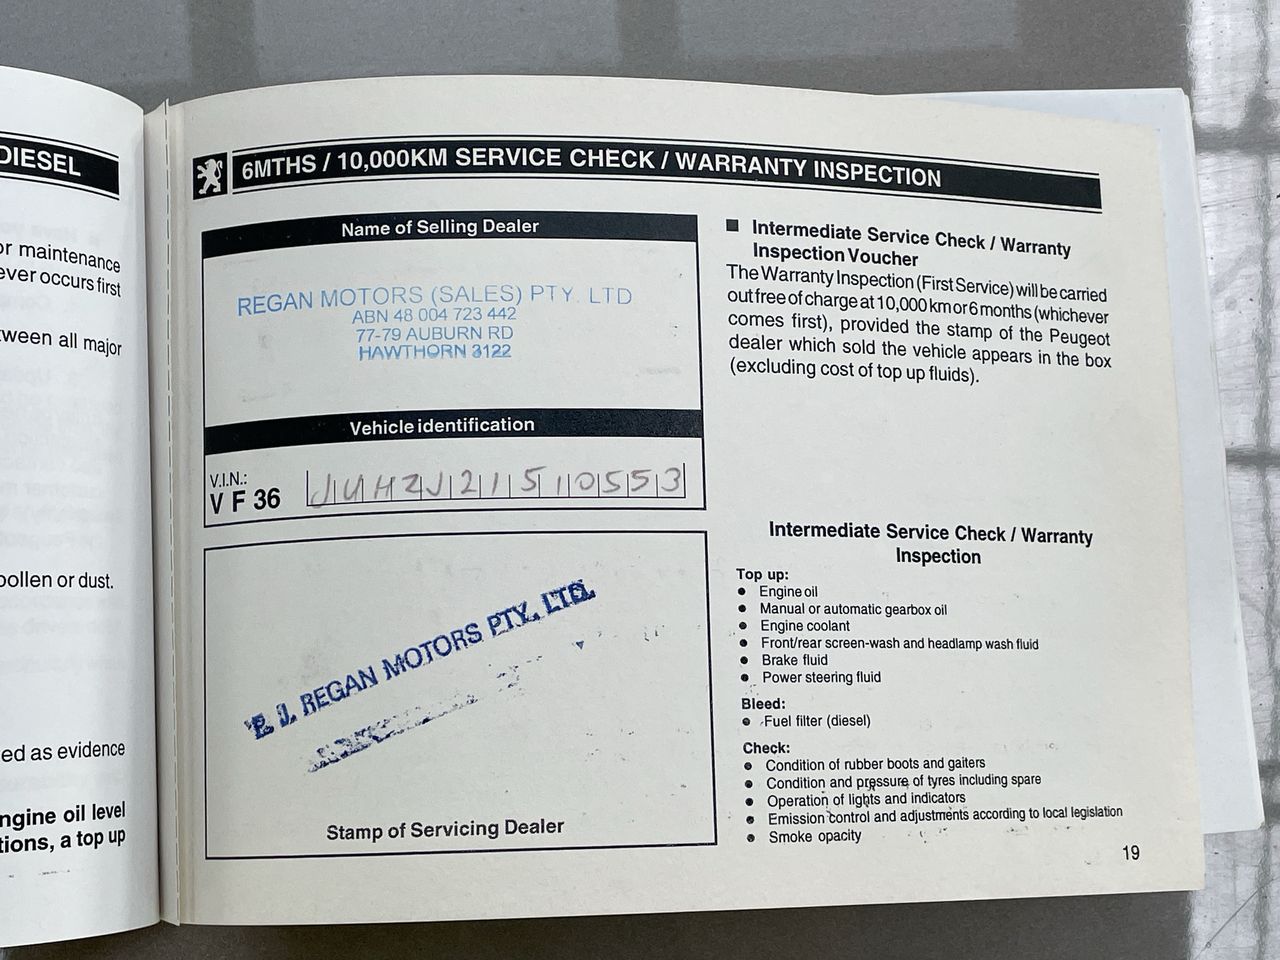 DIESEL
or maintenance
ever occurs first
ween all major
pollen or dust.
ed as evidence
ngine oil level
tions, a top up
6MTHS / 10,000KM SERVICE CHECK / WARRANTY INSPECTION
Name of Selling Dealer
REGAN MOTORS (SALES) PTY. LTD
ABN 48 004 723 442
77-79 AUBURN RD
HAWTHORN 3122
Vehicle identification
V.I.N.:
VF36 JUHZJ21510553
E. J. REGAN MOTORS PTY. LTD.
Stamp of Servicing Dealer
■ Intermediate Service Check / Warranty
Inspection Voucher
The Warranty Inspection (First Service) will be carried
out free of charge at 10,000 km or 6 months (whichever
comes first), provided the stamp of the Peugeot
dealer which sold the vehicle appears in the box
(excluding cost of top up fluids).
Intermediate Service Check / Warranty
Inspection
Top up:
● Engine oil
● Manual or automatic gearbox oil
● Engine coolant
● Front/rear screen-wash and headlamp wash fluid
● Brake fluid
● Power steering fluid
Bleed:
● Fuel filter (diesel)
Check:
● Condition of rubber boots and gaiters
● Condition and pressure of tyres including spare
● Operation of lights and indicators
● Emission control and adjustments according to local legislation
● Smoke opacity
19